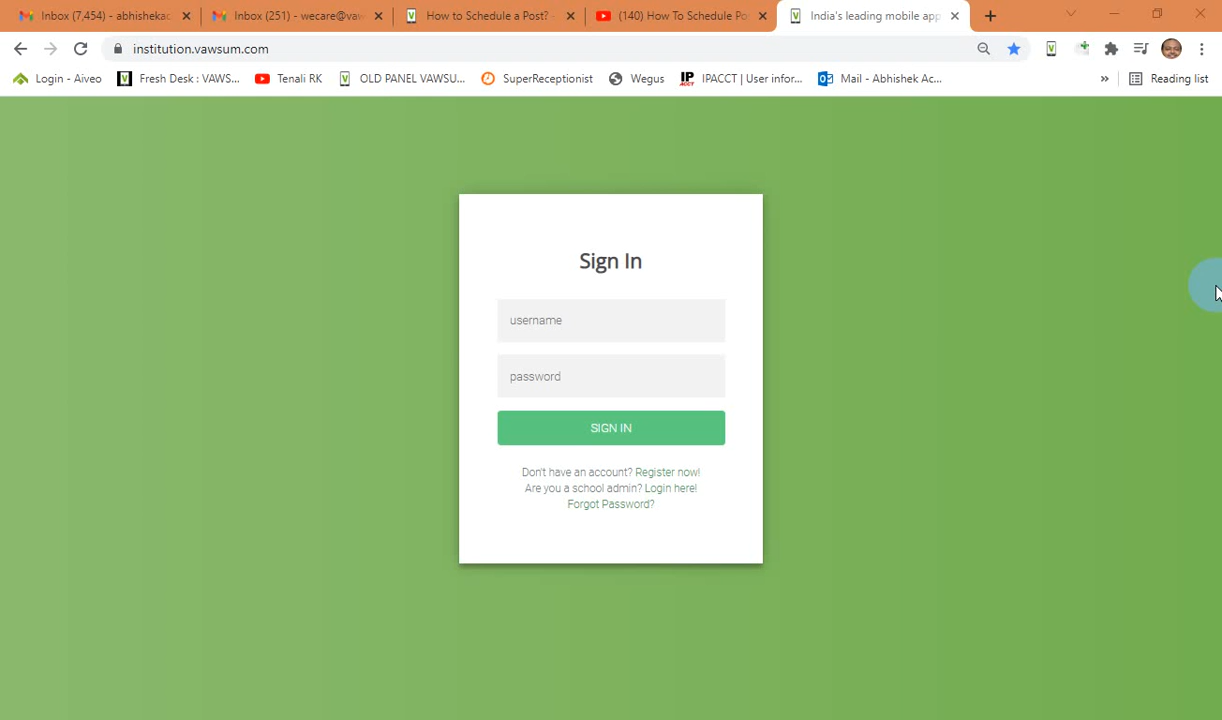 Inbox (7,454) - abhishekac
Inbox (251) - wecare@vaw
How to Schedule a Post? -
(140) How To Schedule Po
India's leading mobile app
institution.vawsum.com
Login - Aiveo
Fresh Desk : VAWS...
Tenali RK
OLD PANEL VAWSU...
SuperReceptionist
Wegus
IP ACCT
IPACCT | User infor...
Mail - Abhishek Ac...
»
Reading list
Sign In
username
password
SIGN IN
Don't have an account? Register now!
Are you a school admin? Login here!
Forgot Password?